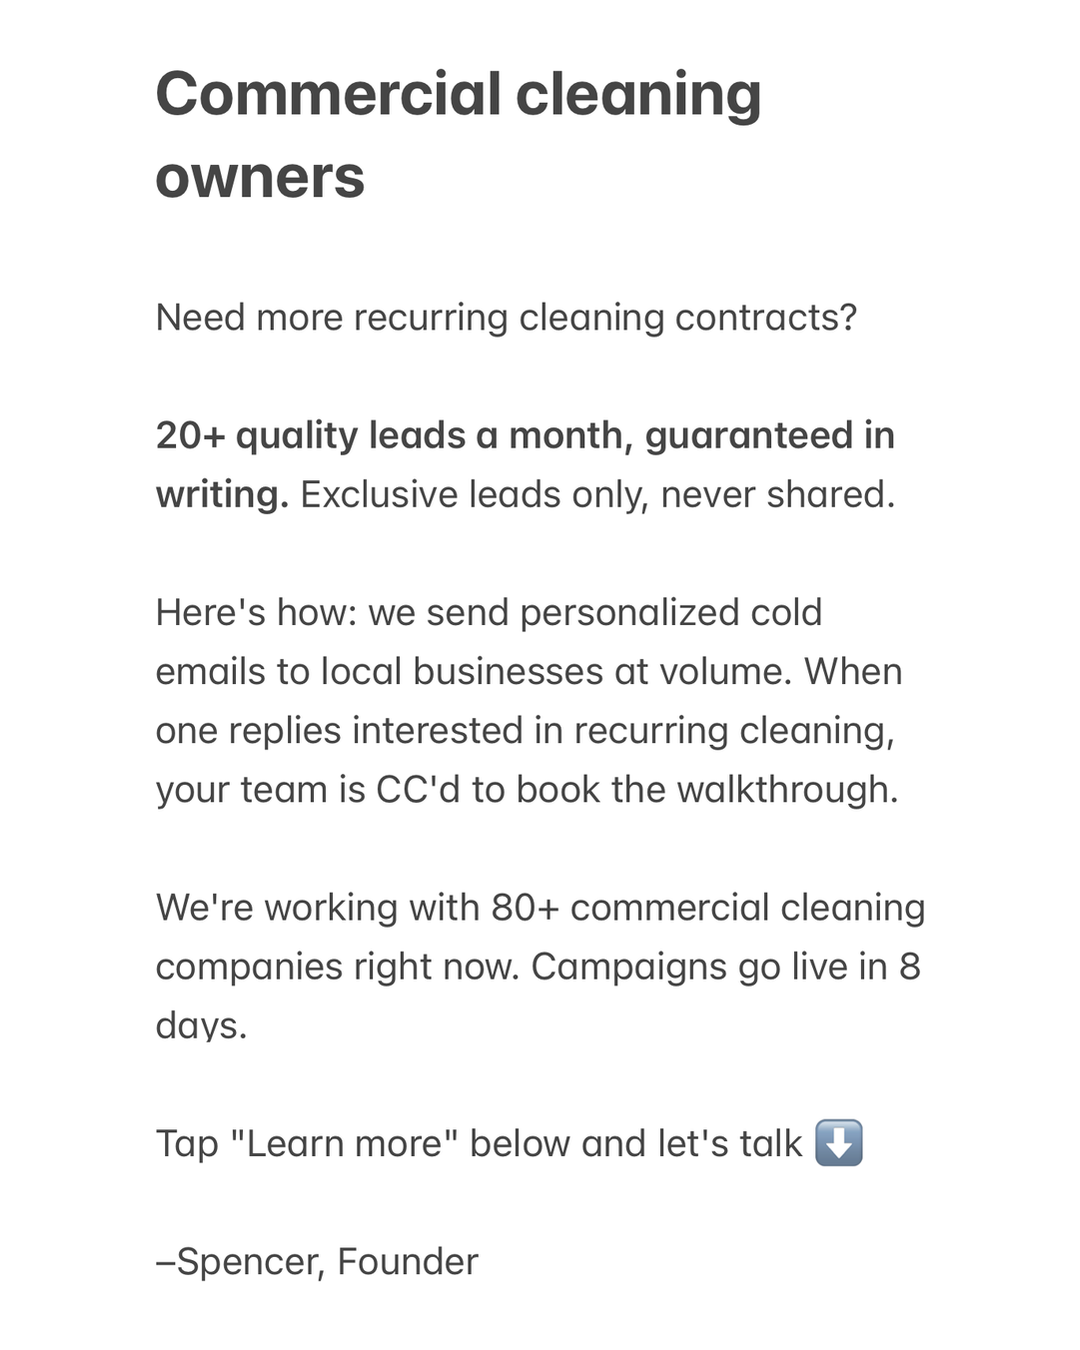 Commercial cleaning
owners
Need more recurring cleaning contracts?
20+ quality leads a month, guaranteed in
writing. Exclusive leads only, never shared.
Here's how: we send personalized cold
emails to local businesses at volume. When
one replies interested in recurring cleaning,
your team is CC'd to book the walkthrough.
We're working with 80+ commercial cleaning
companies right now. Campaigns go live in 8
days.
Tap "Learn more" below and let's talk ⬇️
–Spencer, Founder